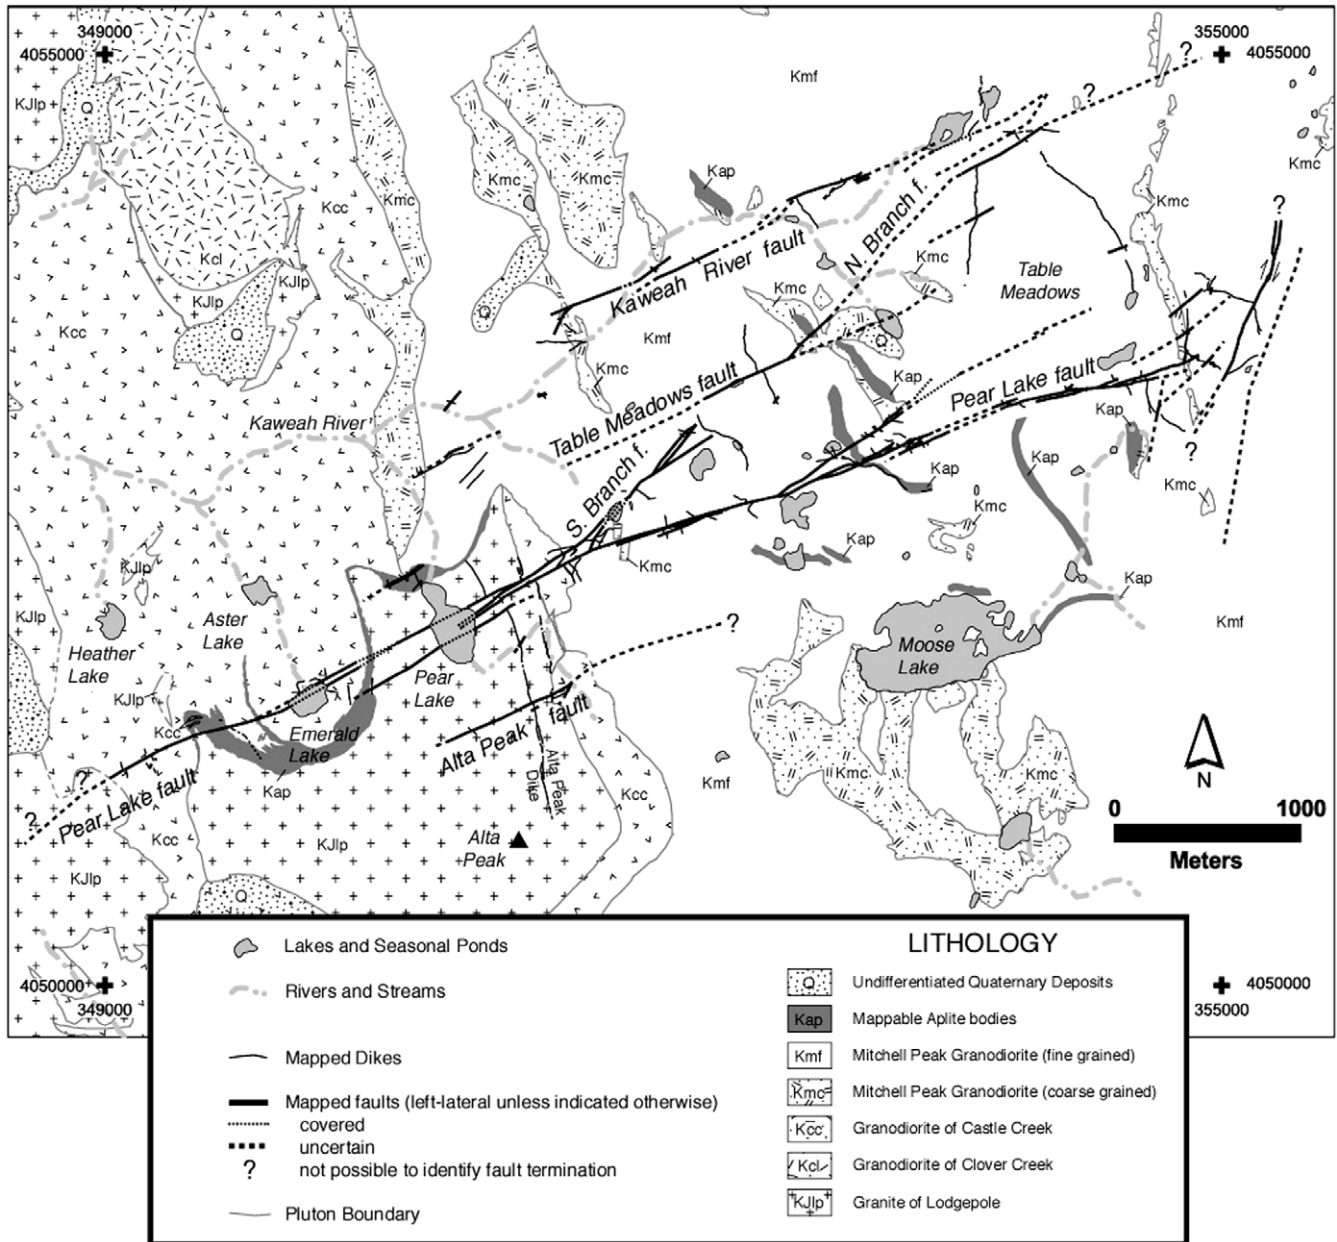 349000
4055000
355000
4055000
Kmf
?
?
KJlp
Q
Kcc
Kmc
Kmc
Kmc
Kap
Kmc
Kmc
?
Kcl
KJlp
KJlp
Q
Kcc
Q
Kaweah River fault
N. Branch f.
Kmc
Kmc
Table
Meadows
Kmf
Q
Kmc
Kap
Table Meadows fault
Pear Lake fault
Kap
?
Kaweah River
S. Branch f.
Kap
Kap
Kmc
Kmc
Kap
Kmc
Kap
KJlp
KJlp
Aster
Lake
Heather
Lake
?
Kmf
Moose
Lake
Pear
Lake
KJlp
Kcc
Emerald
Lake
Alta Peak fault
Alta Peak
Dike
Kap
?
?
Pear Lake fault
Kcc
KJlp
Kcc
Kmf
Kmc
Kmc
Alta
Peak
KJlp
Q
N
0 1000
Meters
4050000
349000
4050000
355000
Lakes and Seasonal Ponds
Rivers and Streams
Mapped Dikes
Mapped faults (left-lateral unless indicated otherwise)
covered
uncertain
? not possible to identify fault termination
Pluton Boundary
LITHOLOGY
Q Undifferentiated Quaternary Deposits
Kap Mappable Aplite bodies
Kmf Mitchell Peak Granodiorite (fine grained)
Kmc Mitchell Peak Granodiorite (coarse grained)
Kcc Granodiorite of Castle Creek
Kcl Granodiorite of Clover Creek
KJlp Granite of Lodgepole